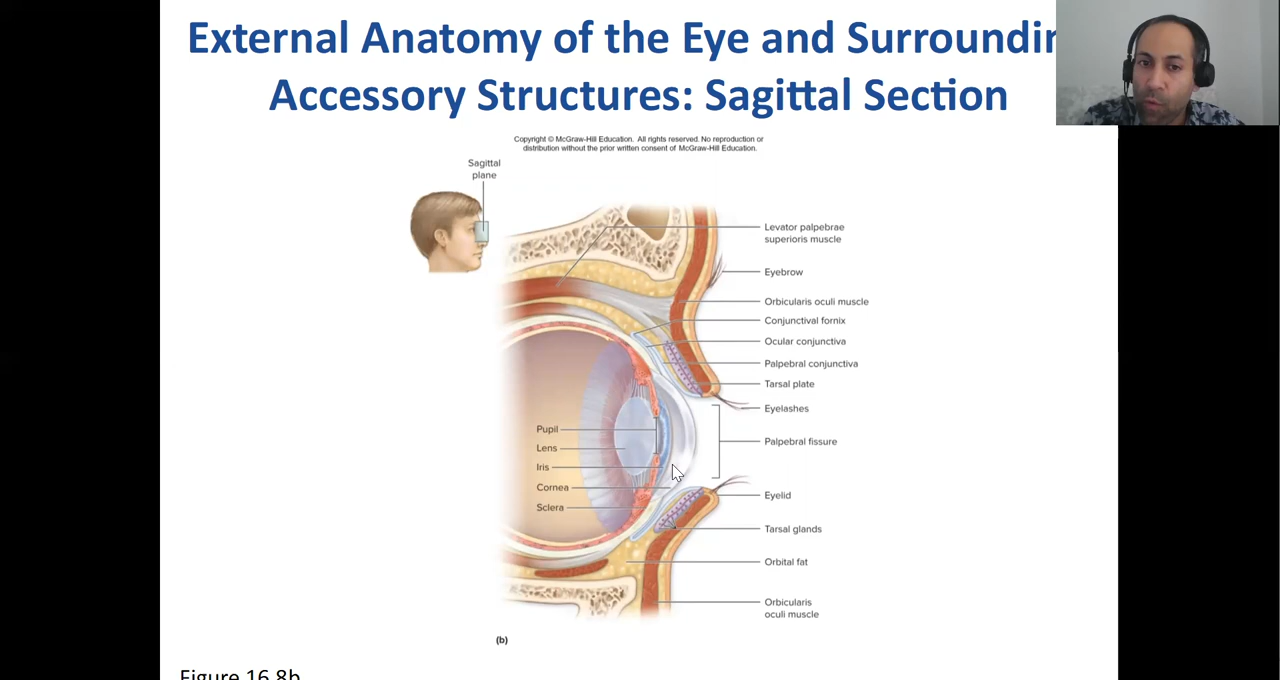 External Anatomy of the Eye and Surroundin
Accessory Structures: Sagittal Section
Copyright © McGraw-Hill Education. All rights reserved. No reproduction or
distribution without the prior written consent of McGraw-Hill Education.
Sagittal
plane
Levator palpebrae
superioris muscle
Eyebrow
Orbicularis oculi muscle
Conjunctival fornix
Ocular conjunctiva
Palpebral conjunctiva
Tarsal plate
Eyelashes
Palpebral fissure
Pupil
Lens
Iris
Cornea
Sclera
Eyelid
Tarsal glands
Orbital fat
Orbicularis
oculi muscle
(b)
Figure 16.8b